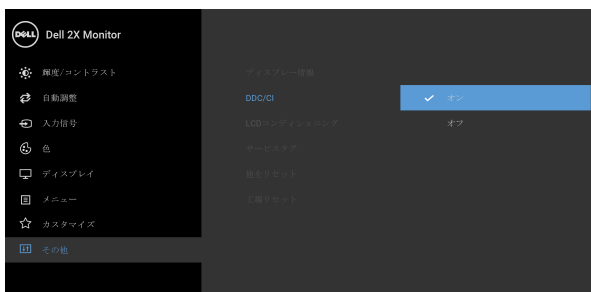 DELL Dell 2X Monitor
輝度/コントラスト
ディスプレー情報
自動調整
DDC/CI
オン
入力信号
LCDコンディショニング
オフ
色
サービスタグ
ディスプレイ
他をリセット
メニュー
工場リセット
カスタマイズ
その他